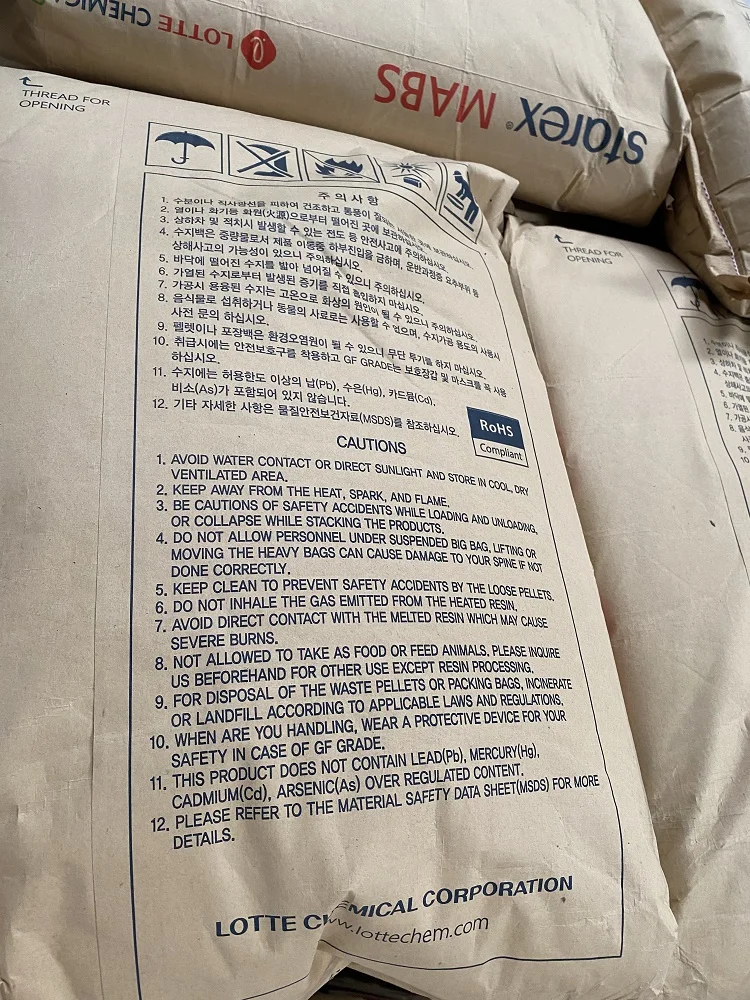 LOTTE CHEMICA
starex® MABS
THREAD FOR
OPENING
주 의 사 항
1. 수분이나 직사광선을 피하여 건조하고 통풍이 잘되는
2. 열이나 화기등 화원(火源)으로부터 떨어진 곳에 보관하십시오.
3. 상하차 및 적치시 발생할 수 있는 전도 등 안전사고에 주의하십시오.
4. 수지백은 중량물로서 제품 이동중 하부진입을 금하며, 운반과정중 요추부위 등
상해사고의 가능성이 있으니 주의하십시오.
5. 바닥에 떨어진 수지를 밟아 넘어질 수 있으니 주의하십시오.
6. 가열된 수지로부터 발생된 증기를 직접 흡입하지 마십시오.
7. 가공시 용융된 수지는 고온으로 화상의 원인이 될 수 있으니 주의하십시오.
8. 음식물로 섭취하거나 동물의 사료로는 사용할 수 없으며, 수지가공 용도외 사용시
사전 문의 하십시오.
9. 펠렛이나 포장백은 환경오염원이 될 수 있으니 무단 투기를 하지 마십시오.
10. 취급시에는 안전보호구를 착용하고 GF GRADE는 보호장갑 및 마스크를 꼭 사용
하십시오.
11. 수지에는 허용한도 이상의 납(Pb), 수은(Hg), 카드뮴(Cd),
비소(As)가 포함되어 있지 않습니다.
12. 기타 자세한 사항은 물질안전보건자료(MSDS)를 참조하십시오.
RoHS
Compliant
CAUTIONS
1. AVOID WATER CONTACT OR DIRECT SUNLIGHT AND STORE IN COOL, DRY
VENTILATED AREA.
2. KEEP AWAY FROM THE HEAT, SPARK, AND FLAME.
3. BE CAUTIONS OF SAFETY ACCIDENTS WHILE LOADING AND UNLOADING,
OR COLLAPSE WHILE STACKING THE PRODUCTS.
4. DO NOT ALLOW PERSONNEL UNDER SUSPENDED BIG BAG, LIFTING OR
MOVING THE HEAVY BAGS CAN CAUSE DAMAGE TO YOUR SPINE IF NOT
DONE CORRECTLY.
5. KEEP CLEAN TO PREVENT SAFETY ACCIDENTS BY THE LOOSE PELLETS.
6. DO NOT INHALE THE GAS EMITTED FROM THE HEATED RESIN.
7. AVOID DIRECT CONTACT WITH THE MELTED RESIN WHICH MAY CAUSE
SEVERE BURNS.
8. NOT ALLOWED TO TAKE AS FOOD OR FEED ANIMALS, PLEASE INQUIRE
US BEFOREHAND FOR OTHER USE EXCEPT RESIN PROCESSING.
9. FOR DISPOSAL OF THE WASTE PELLETS OR PACKING BAGS, INCINERATE
OR LANDFILL ACCORDING TO APPLICABLE LAWS AND REGULATIONS,
10. WHEN ARE YOU HANDLING, WEAR A PROTECTIVE DEVICE FOR YOUR
SAFETY IN CASE OF GF GRADE.
11. THIS PRODUCT DOES NOT CONTAIN LEAD(Pb), MERCURY(Hg),
CADMIUM(Cd), ARSENIC(As) OVER REGULATED CONTENT.
12. PLEASE REFER TO THE MATERIAL SAFETY DATA SHEET(MSDS) FOR MORE
DETAILS.
LOTTE CHEMICAL CORPORATION
www.lottechem.com
THREAD FOR
OPENING